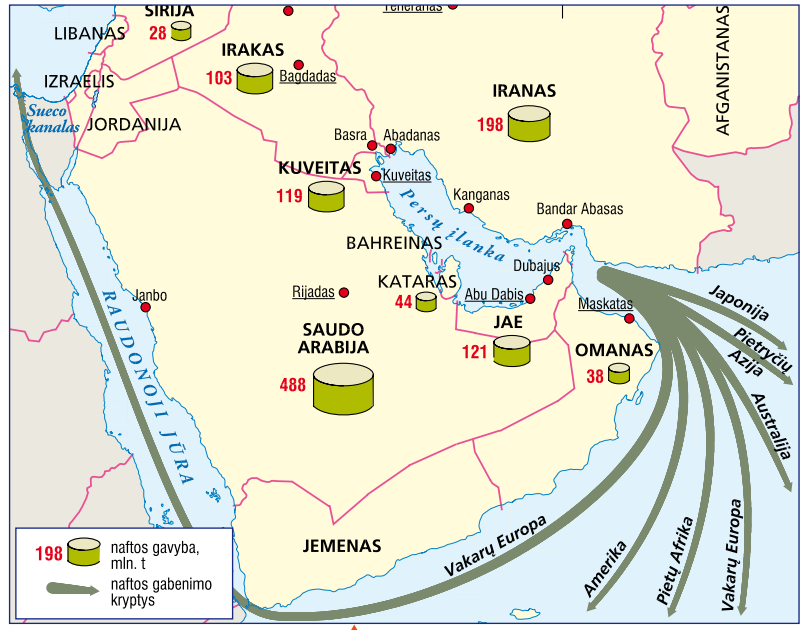 SIRIJA
28
Teheranas
LIBANAS
IRAKAS
103
Bagdadas
IZRAELIS
IRANAS
198
AFGANISTANAS
Sueco
kanalas
JORDANIJA
Basra
Abadanas
KUVEITAS
119
Kuveitas
Kanganas
Persų įlanka
Bandar Abasas
BAHREINAS
Dubajus
KATARAS
44
Abu Dabis
Janbo
Rijadas
Maskatas
SAUDO
ARABIJA
488
JAE
121
OMANAS
38
RAUDONOJI JŪRA
Japonija
Pietryčių
Azija
Australija
JEMENAS
Vakarų Europa
Amerika
Pietų Afrika
Vakarų Europa
198
naftos gavyba,
mln. t
naftos gabenimo
kryptys